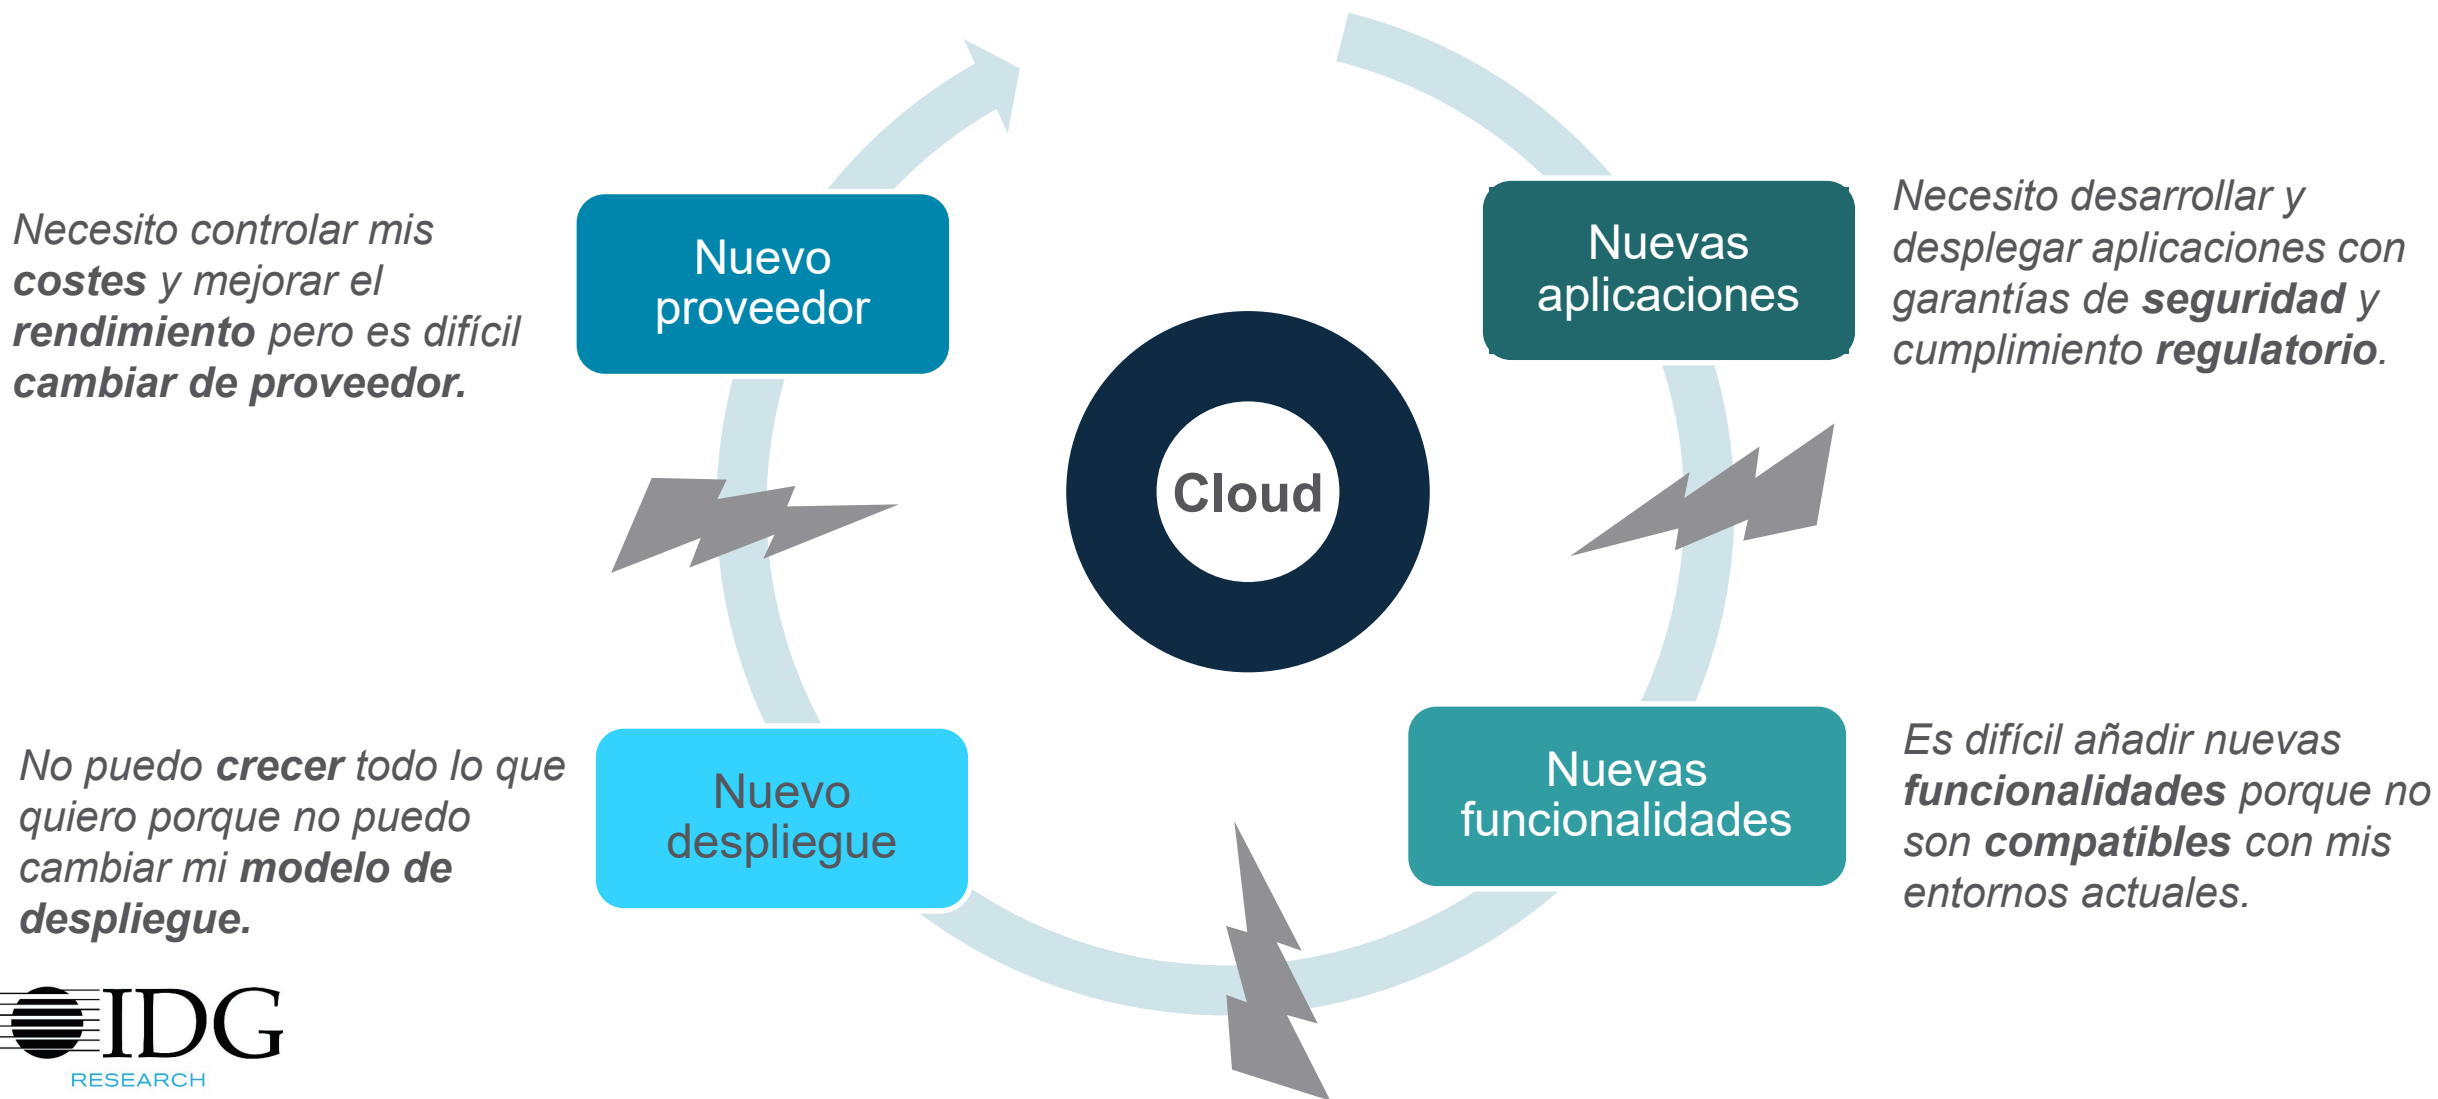 Necesito controlar mis
costes y mejorar el
rendimiento pero es difícil
cambiar de proveedor.
Nuevo
proveedor
Nuevas
aplicaciones
Necesito desarrollar y
desplegar aplicaciones con
garantías de seguridad y
cumplimiento regulatorio.
Cloud
No puedo crecer todo lo que
quiero porque no puedo
cambiar mi modelo de
despliegue.
Nuevo
despliegue
Nuevas
funcionalidades
Es difícil añadir nuevas
funcionalidades porque no
son compatibles con mis
entornos actuales.
IDG
RESEARCH